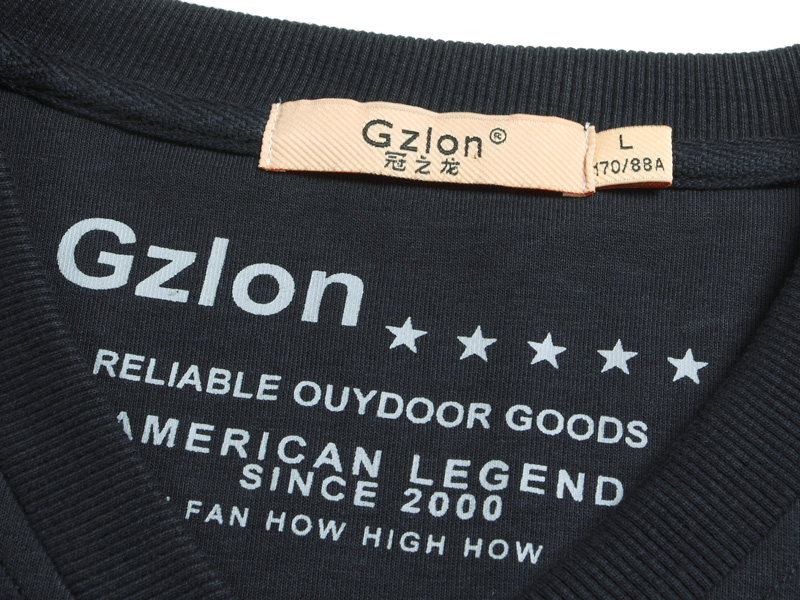 Gzlon®
冠之龙
L
170/88A
Gzlon
RELIABLE OUYDOOR GOODS
AMERICAN LEGEND
SINCE 2000
FAN HOW HIGH HOW